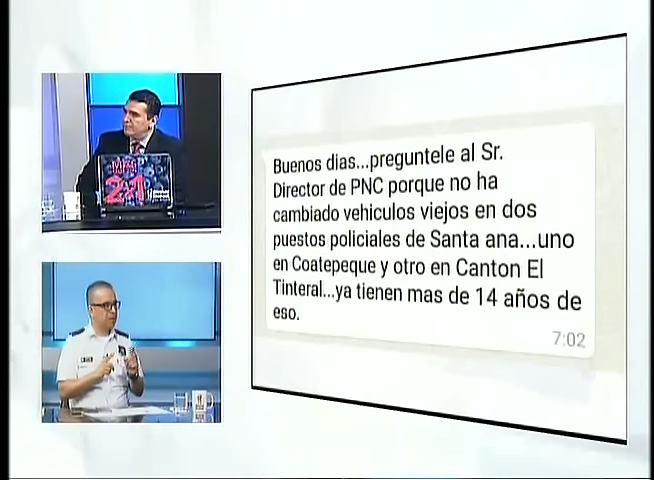 Buenos dias...preguntele al Sr.
Director de PNC porque no ha
cambiado vehiculos viejos en dos
puestos policiales de Santa ana...uno
en Coatepeque y otro en Canton El
Tinteral...ya tienen mas de 14 años de
eso.
7:02
2x1